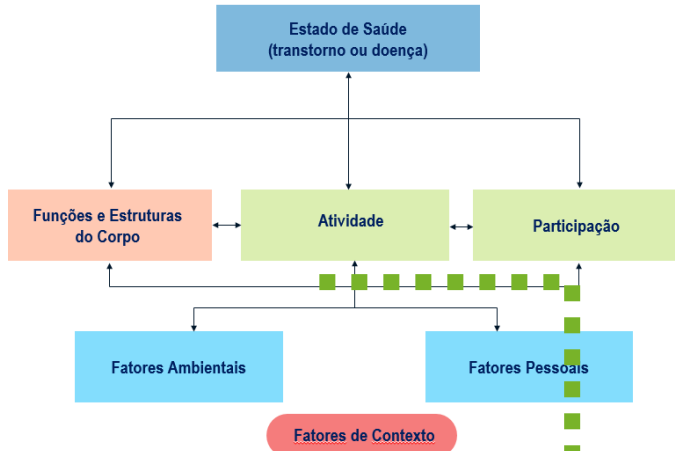 Estado de Saúde
(transtorno ou doença)
Funções e Estruturas
do Corpo
Atividade
Participação
Fatores Ambientais
Fatores Pessoais
Fatores de Contexto